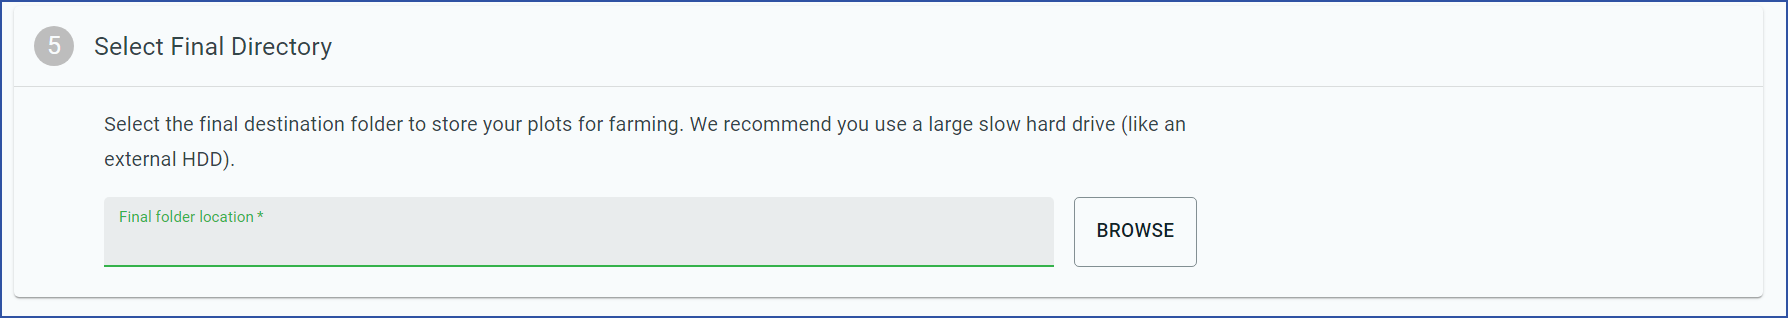 5 Select Final Directory
Select the final destination folder to store your plots for farming. We recommend you use a large slow hard drive (like an
external HDD).
Final folder location *
BROWSE